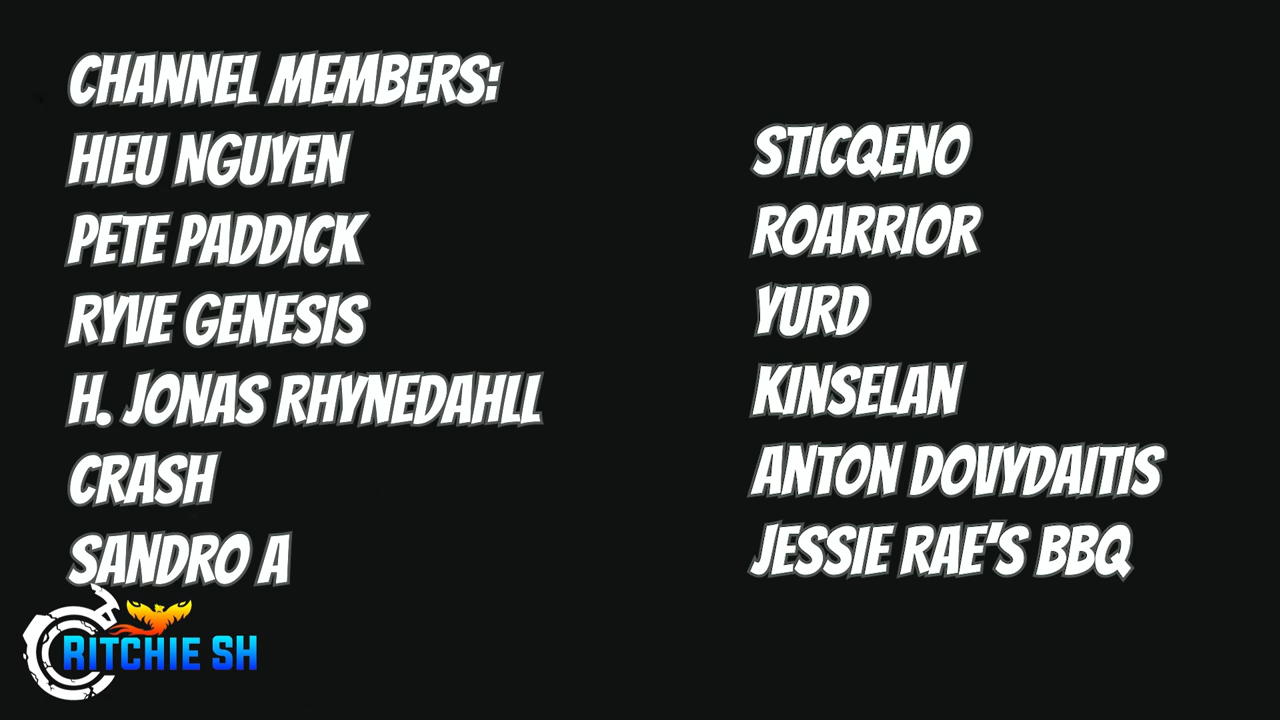 CHANNEL MEMBERS:
HIEU NGUYEN
PETE PADDICK
RYVE GENESIS
H. JONAS RHYNEDAHLL
CRASH
SANDRO A
STICQENO
ROARRIOR
YURD
KINSELAN
ANTON DOVYDAITIS
JESSIE RAE'S BBQ
RITCHIE SH